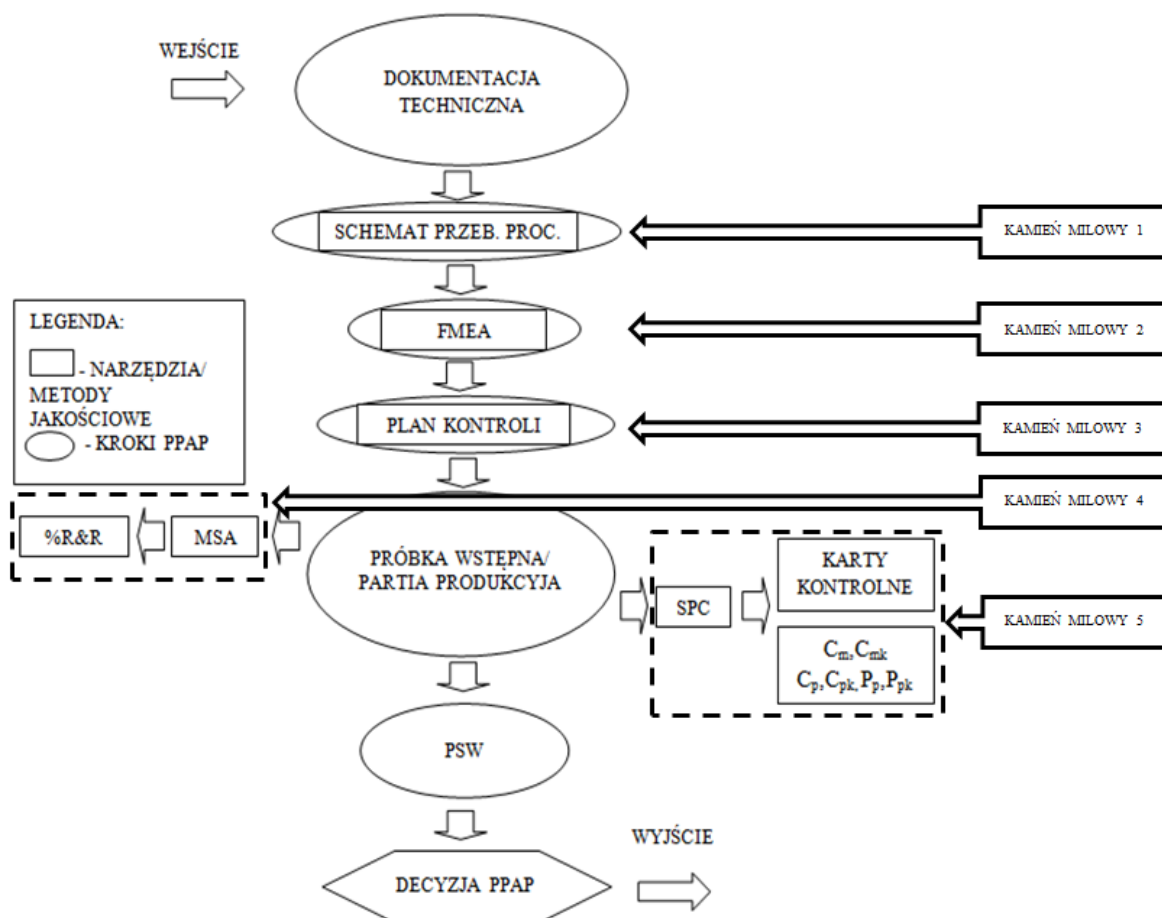 WEJŚCIE
DOKUMENTACJA
TECHNICZNA
SCHEMAT PRZEB. PROC.
KAMIEŃ MILOWY 1
FMEA
KAMIEŃ MILOWY 2
LEGENDA:
- NARZĘDZIA/
METODY
JAKOŚCIOWE
- KROKI PPAP
PLAN KONTROLI
KAMIEŃ MILOWY 3
KAMIEŃ MILOWY 4
%R&R
MSA
PRÓBKA WSTĘPNA/
PARTIA PRODUKCYJA
SPC
KARTY
KONTROLNE
KAMIEŃ MILOWY 5
Cm,Cmk
Cp,Cpk,Pp,Ppk
PSW
WYJŚCIE
DECYZJA PPAP